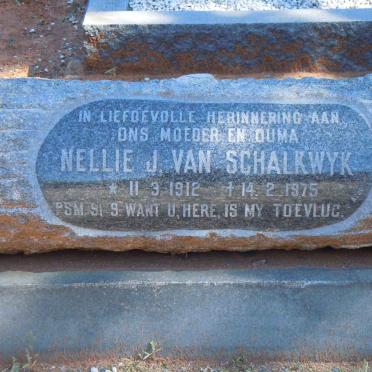 IN LIEFDEVOLLE HERINNERING AAN
ONS MOEDER EN OUMA
NELLIE J. VAN SCHALKWYK
* 11.3.1912 † 14.2.1975
PSM 91:9 WANT U, HERE, IS MY TOEVLUG.